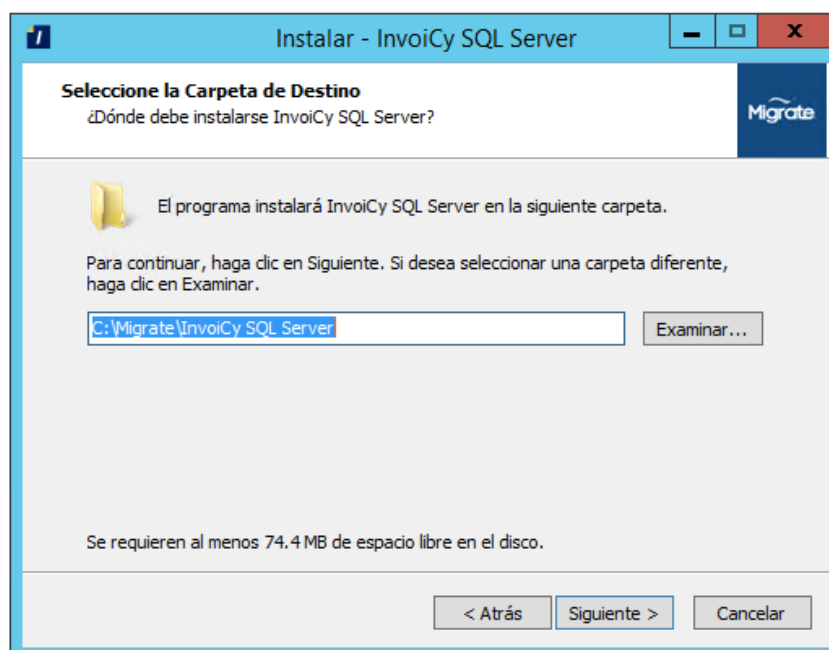 Instalar - InvoiCy SQL Server
Seleccione la Carpeta de Destino
¿Dónde debe instalarse InvoiCy SQL Server?
Migrate
El programa instalará InvoiCy SQL Server en la siguiente carpeta.
Para continuar, haga clic en Siguiente. Si desea seleccionar una carpeta diferente,
haga clic en Examinar.
C:\Migrate\InvoiCy SQL Server
Examinar...
Se requieren al menos 74.4 MB de espacio libre en el disco.
< Atrás
Siguiente >
Cancelar